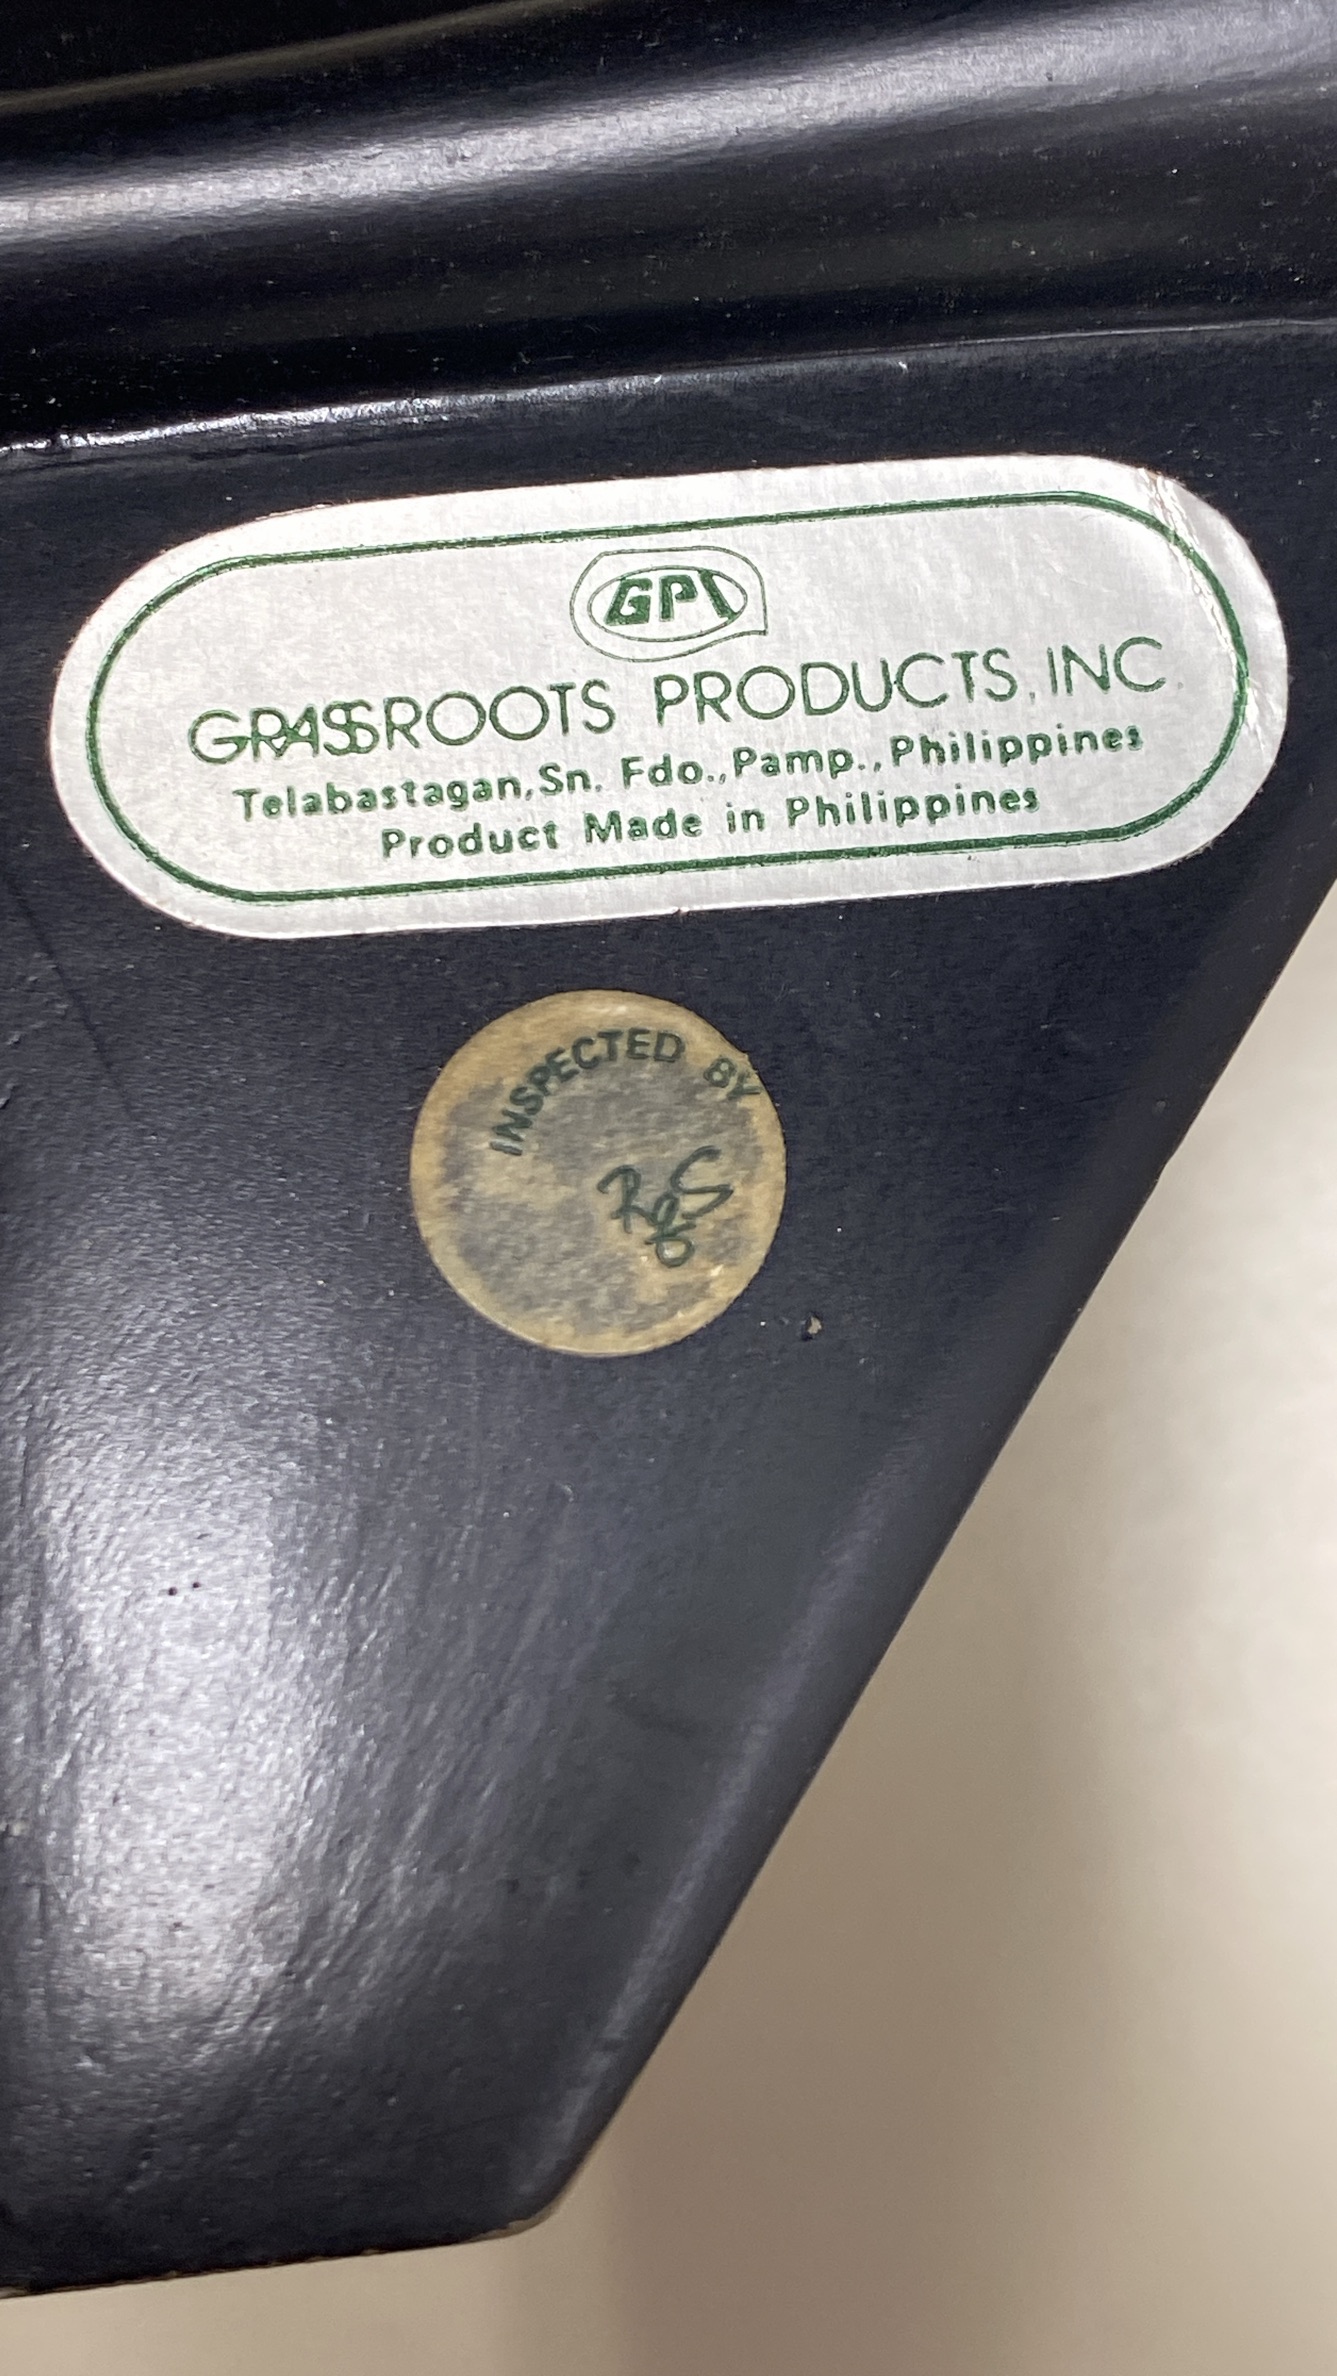 GPI
GRASSROOTS PRODUCTS, INC.
Telabastagan, Sn. Fdo., Pamp., Philippines
Product Made in Philippines
INSPECTED BY